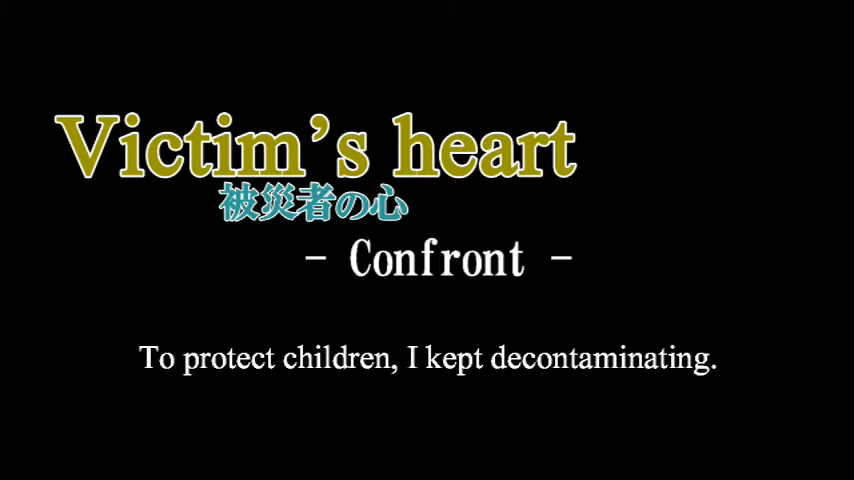 Victim’s heart
被災者の心
- Confront -
To protect children, I kept decontaminating.